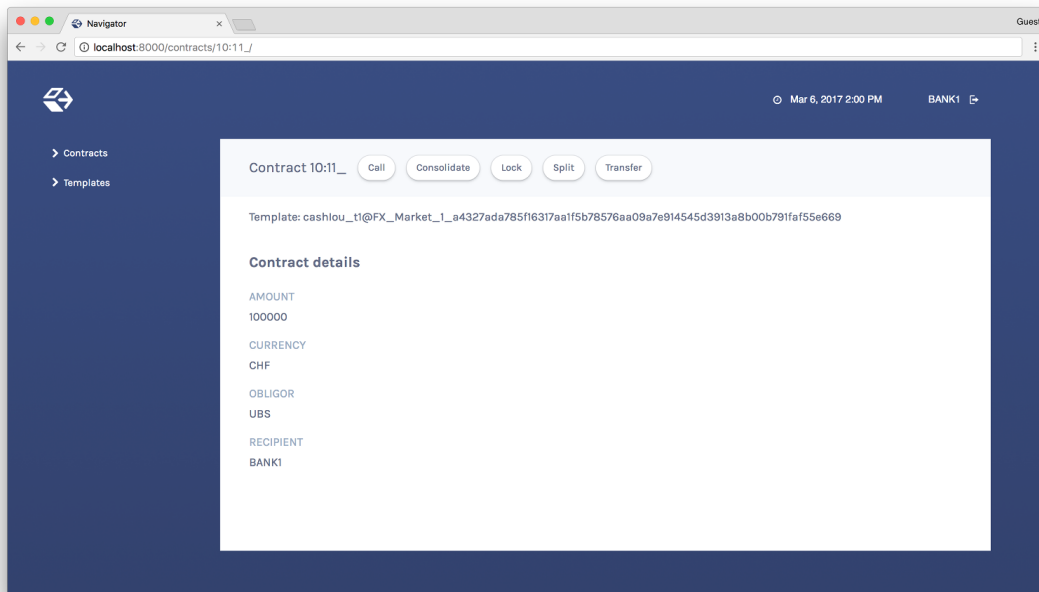 Navigator
Guest
localhost:8000/contracts/10:11_/
Mar 6, 2017 2:00 PM
BANK1
Contracts
Templates
Contract 10:11_ Call Consolidate Lock Split Transfer
Template: cashIou_t1@FX_Market_1_a4327ada785f16317aa1f5b78576aa09a7e914545d3913a8b00b791faf55e669
Contract details
AMOUNT
100000
CURRENCY
CHF
OBLIGOR
UBS
RECIPIENT
BANK1